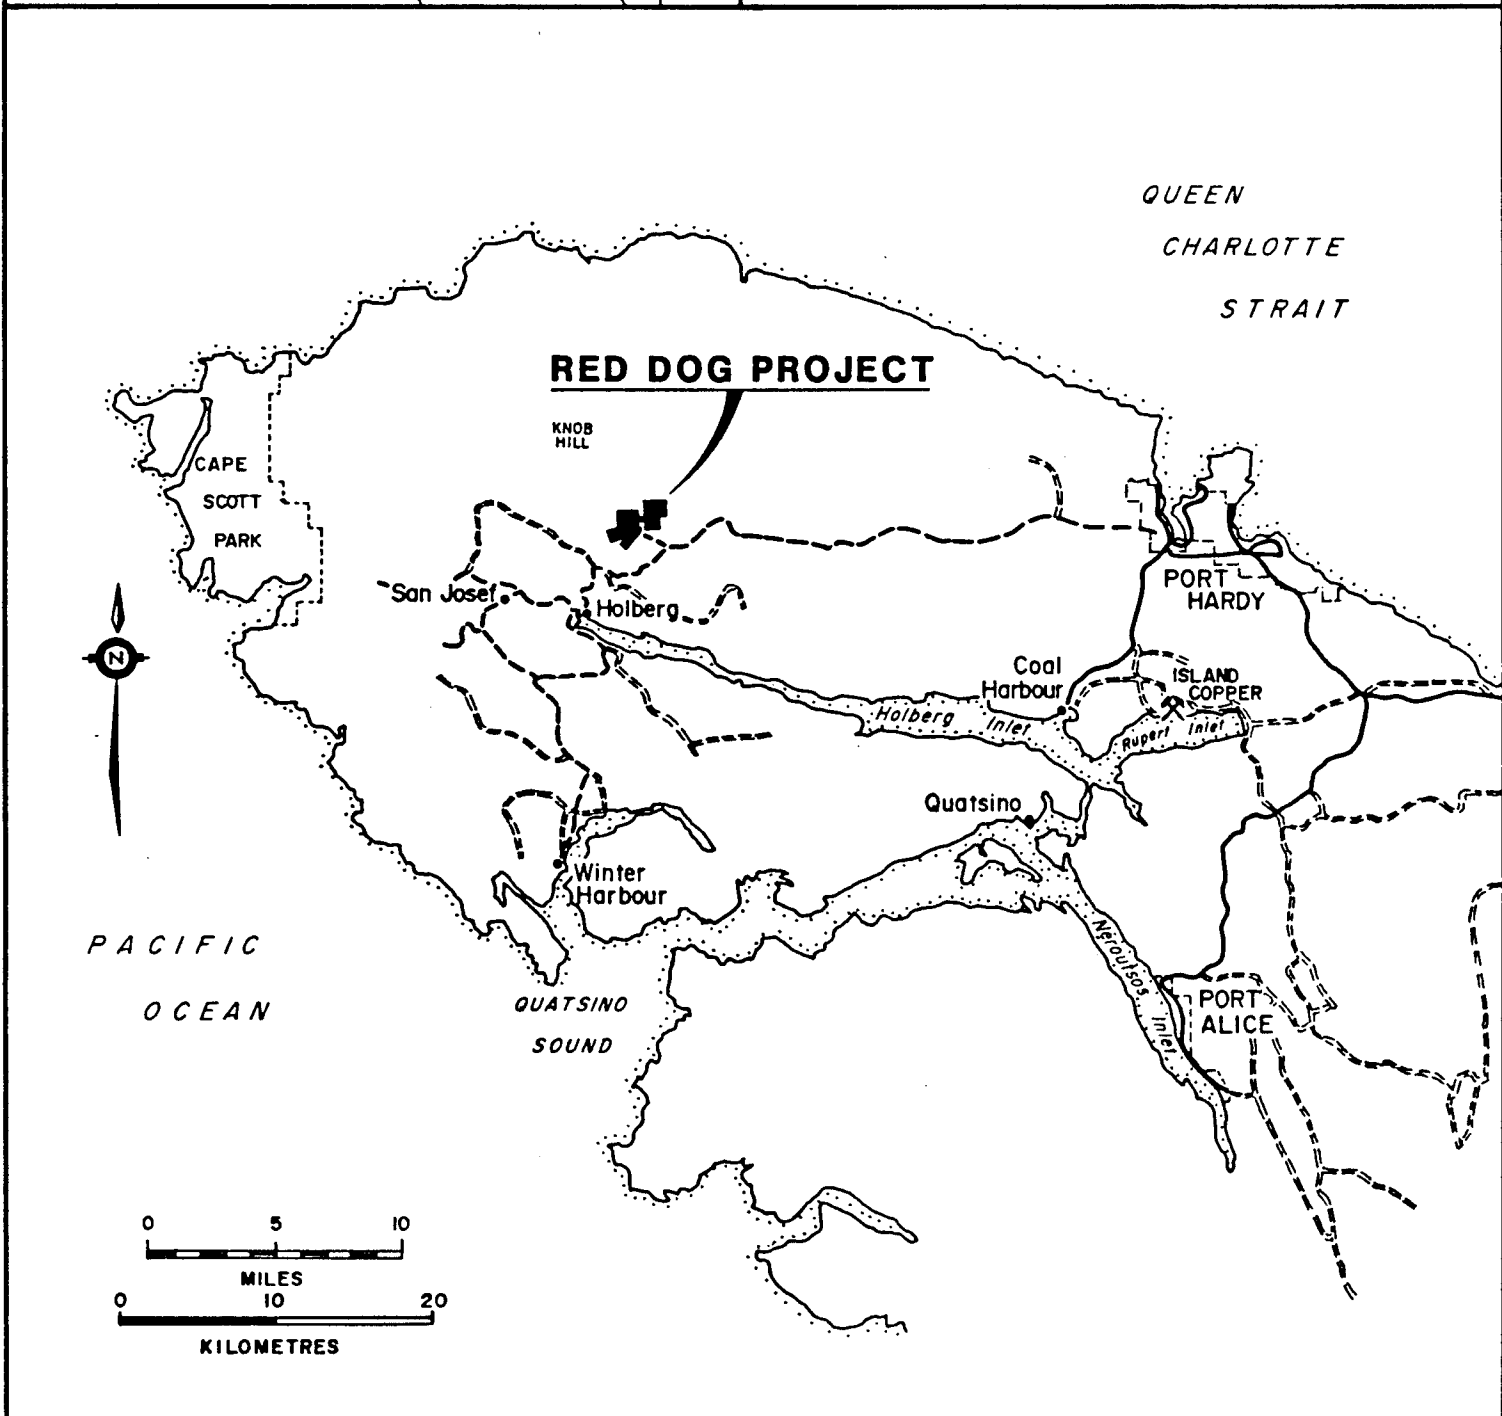 QUEEN
CHARLOTTE
STRAIT
RED DOG PROJECT
KNOB
HILL
CAPE
SCOTT
PARK
San Josef
Holberg
PORT
HARDY
N
Coal
Harbour
ISLAND
COPPER
Holberg Inlet
Rupert Inlet
Quatsino
Winter
Harbour
PACIFIC
OCEAN
QUATSINO
SOUND
Neroutsos Inlet
PORT
ALICE
0 5 10
MILES
0 10 20
KILOMETRES